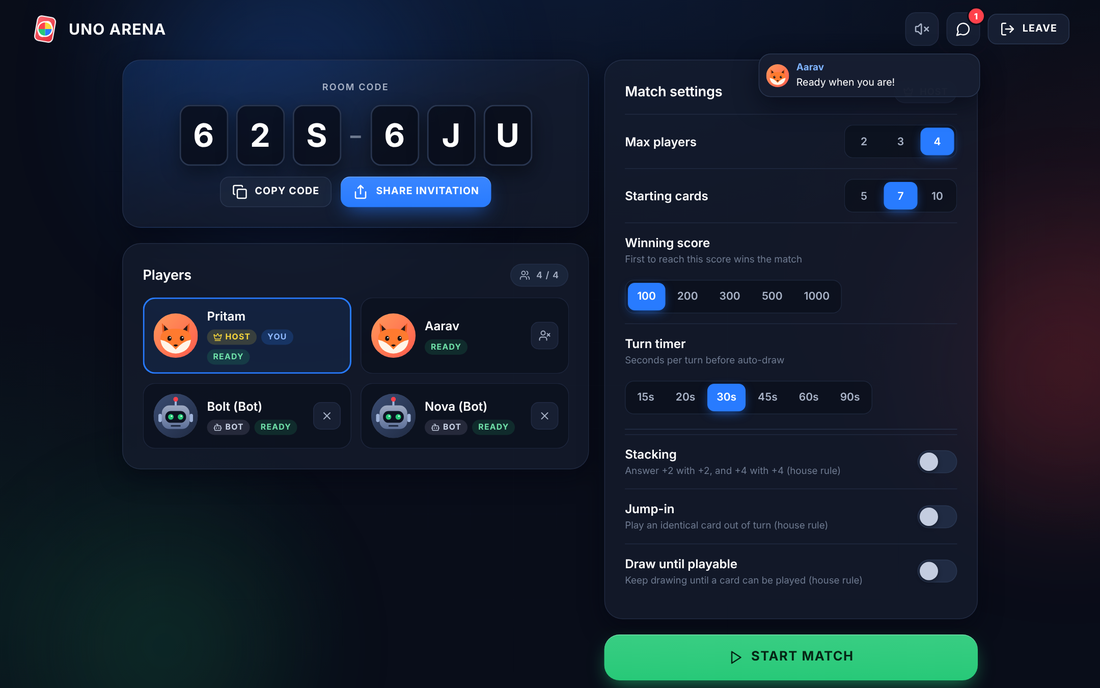 UNO ARENA
1
LEAVE
Aarav
Ready when you are!
ROOM CODE
6 2 S – 6 J U
COPY CODE
SHARE INVITATION
Players
4 / 4
Pritam
HOST
YOU
READY
Aarav
READY
Bolt (Bot)
BOT
READY
Nova (Bot)
BOT
READY
Match settings
Max players
2 3 4
Starting cards
5 7 10
Winning score
First to reach this score wins the match
100 200 300 500 1000
Turn timer
Seconds per turn before auto-draw
15s 20s 30s 45s 60s 90s
Stacking
Answer +2 with +2, and +4 with +4 (house rule)
Jump-in
Play an identical card out of turn (house rule)
Draw until playable
Keep drawing until a card can be played (house rule)
START MATCH